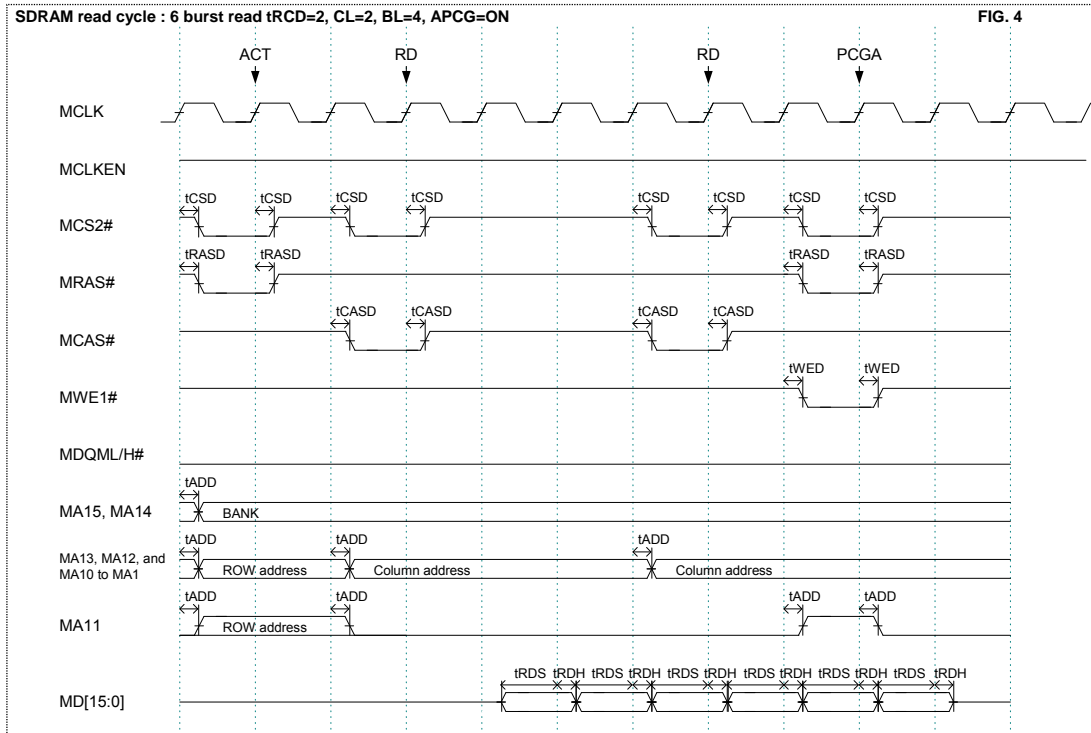 SDRAM read cycle : 6 burst read tRCD=2, CL=2, BL=4, APCG=ON FIG. 4
ACT RD RD PCGA
MCLK
MCLKEN
tCSD tCSD tCSD tCSD tCSD tCSD tCSD tCSD
MCS2#
tRASD tRASD tRASD tRASD
MRAS#
tCASD tCASD tCASD tCASD
MCAS#
tWED tWED
MWE1#
MDQML/H#
tADD
MA15, MA14 BANK
tADD tADD tADD
MA13, MA12, and
MA10 to MA1 ROW address Column address Column address
tADD tADD tADD tADD
MA11 ROW address
tRDS tRDH tRDS tRDH tRDS tRDH tRDS tRDH tRDS tRDH tRDS tRDH
MD[15:0]